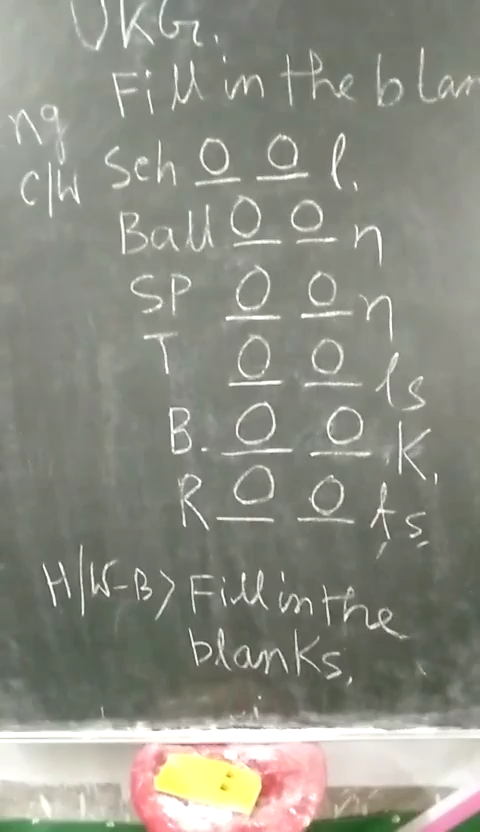 UKG.
Fill in the blan
ng
C/W
Sch O O l.
Ball O O n
SP O O n
T O O ls
B. O O K.
R O O ts
H/W-B> Fill in the
blanks,